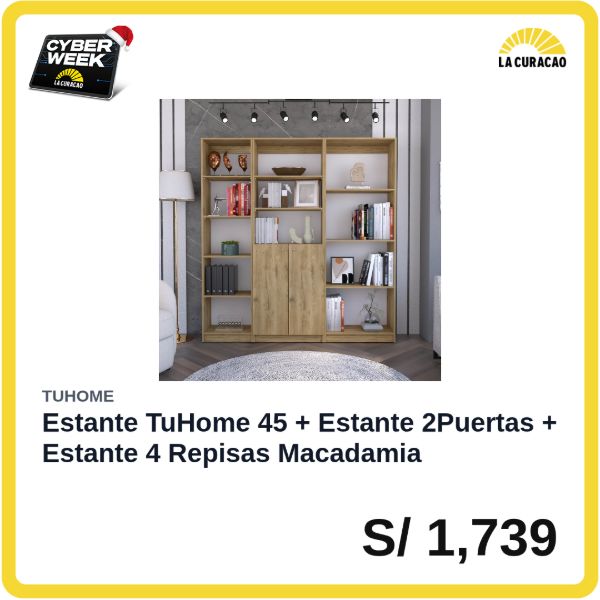 CYBER
WEEK
LA CURACAO
LA CURACAO
TUHOME
Estante TuHome 45 + Estante 2Puertas +
Estante 4 Repisas Macadamia
S/ 1,739